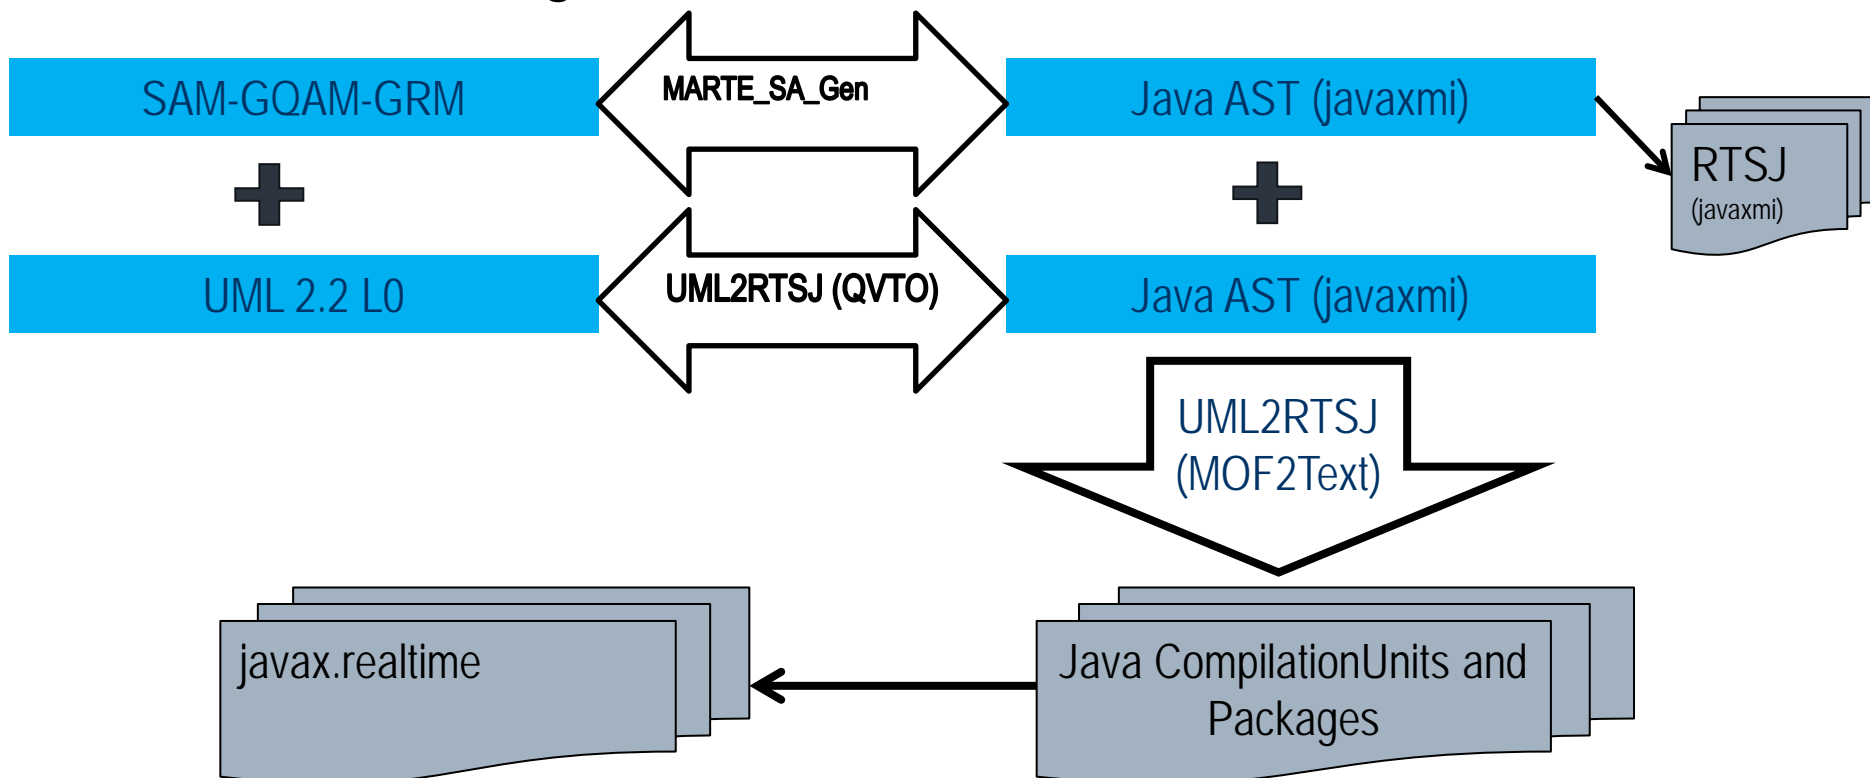 SAM-GQAM-GRM
MARTE_SA_Gen
Java AST (javaxmi)
RTSJ
(javaxmi)
UML 2.2 L0
UML2RTSJ (QVTO)
Java AST (javaxmi)
UML2RTSJ
(MOF2Text)
javax.realtime
Java CompilationUnits and
Packages